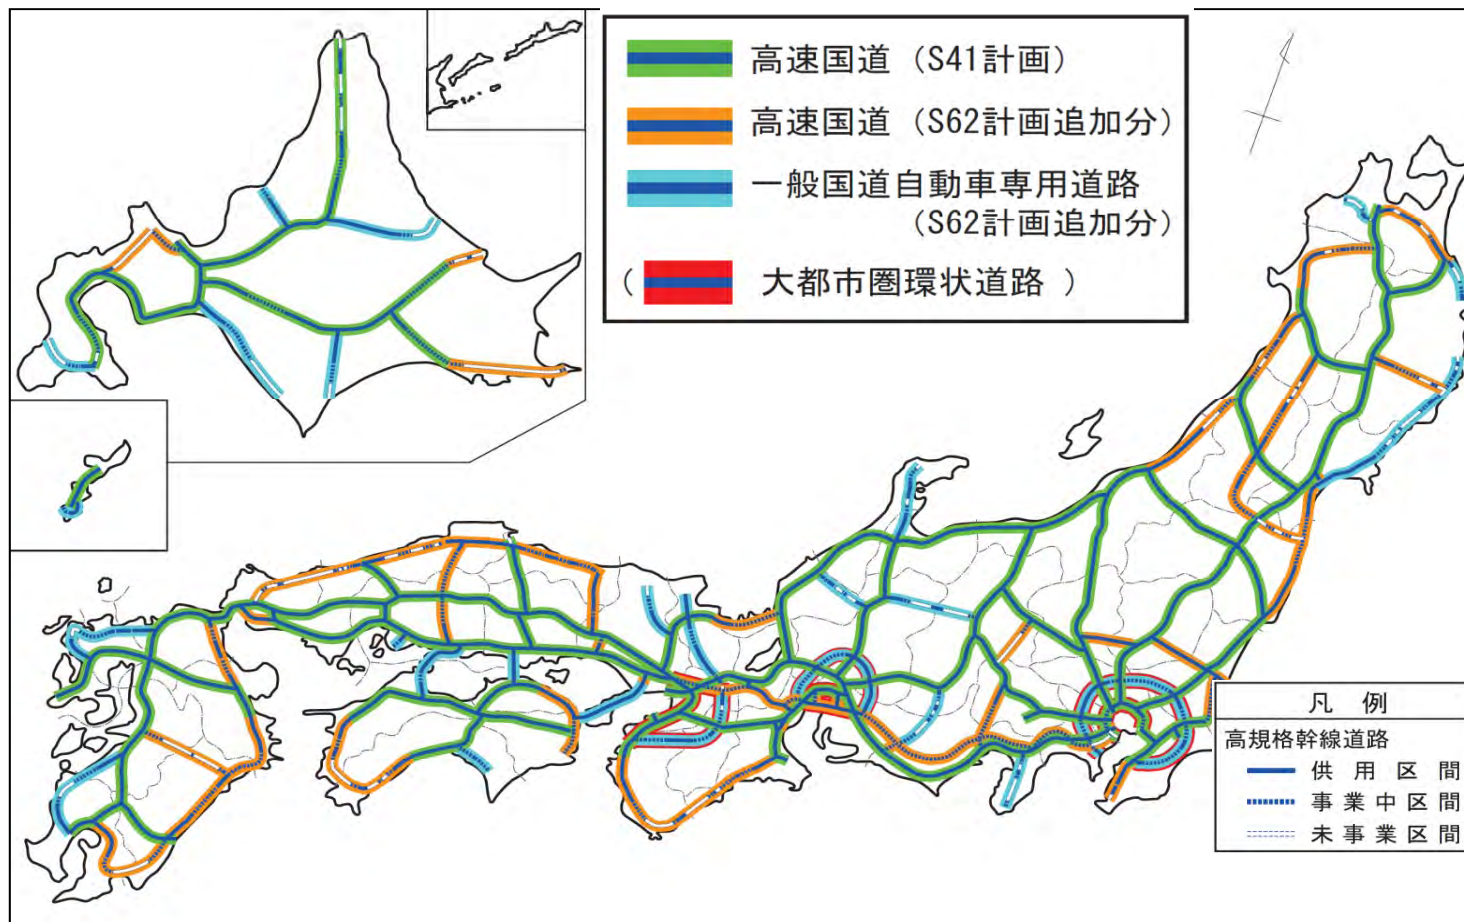 高速国道（S41計画）
高速国道（S62計画追加分）
一般国道自動車専用道路
（S62計画追加分）
（ 大都市圏環状道路 ）
凡 例
高規格幹線道路
供用区間
事業中区間
未事業区間